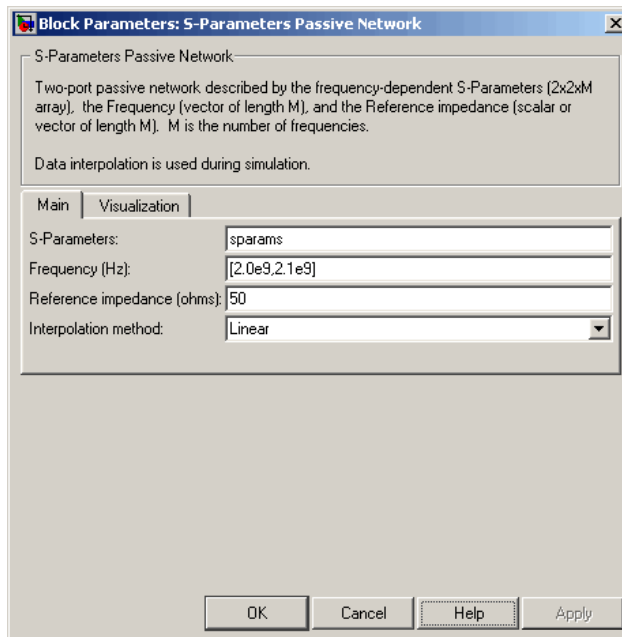 Block Parameters: S-Parameters Passive Network
S-Parameters Passive Network
Two-port passive network described by the frequency-dependent S-Parameters (2x2xM
array), the Frequency (vector of length M), and the Reference impedance (scalar or
vector of length M). M is the number of frequencies.
Data interpolation is used during simulation.
Main Visualization
S-Parameters: sparams
Frequency (Hz): [2.0e9,2.1e9]
Reference impedance (ohms): 50
Interpolation method: Linear
OK Cancel Help Apply